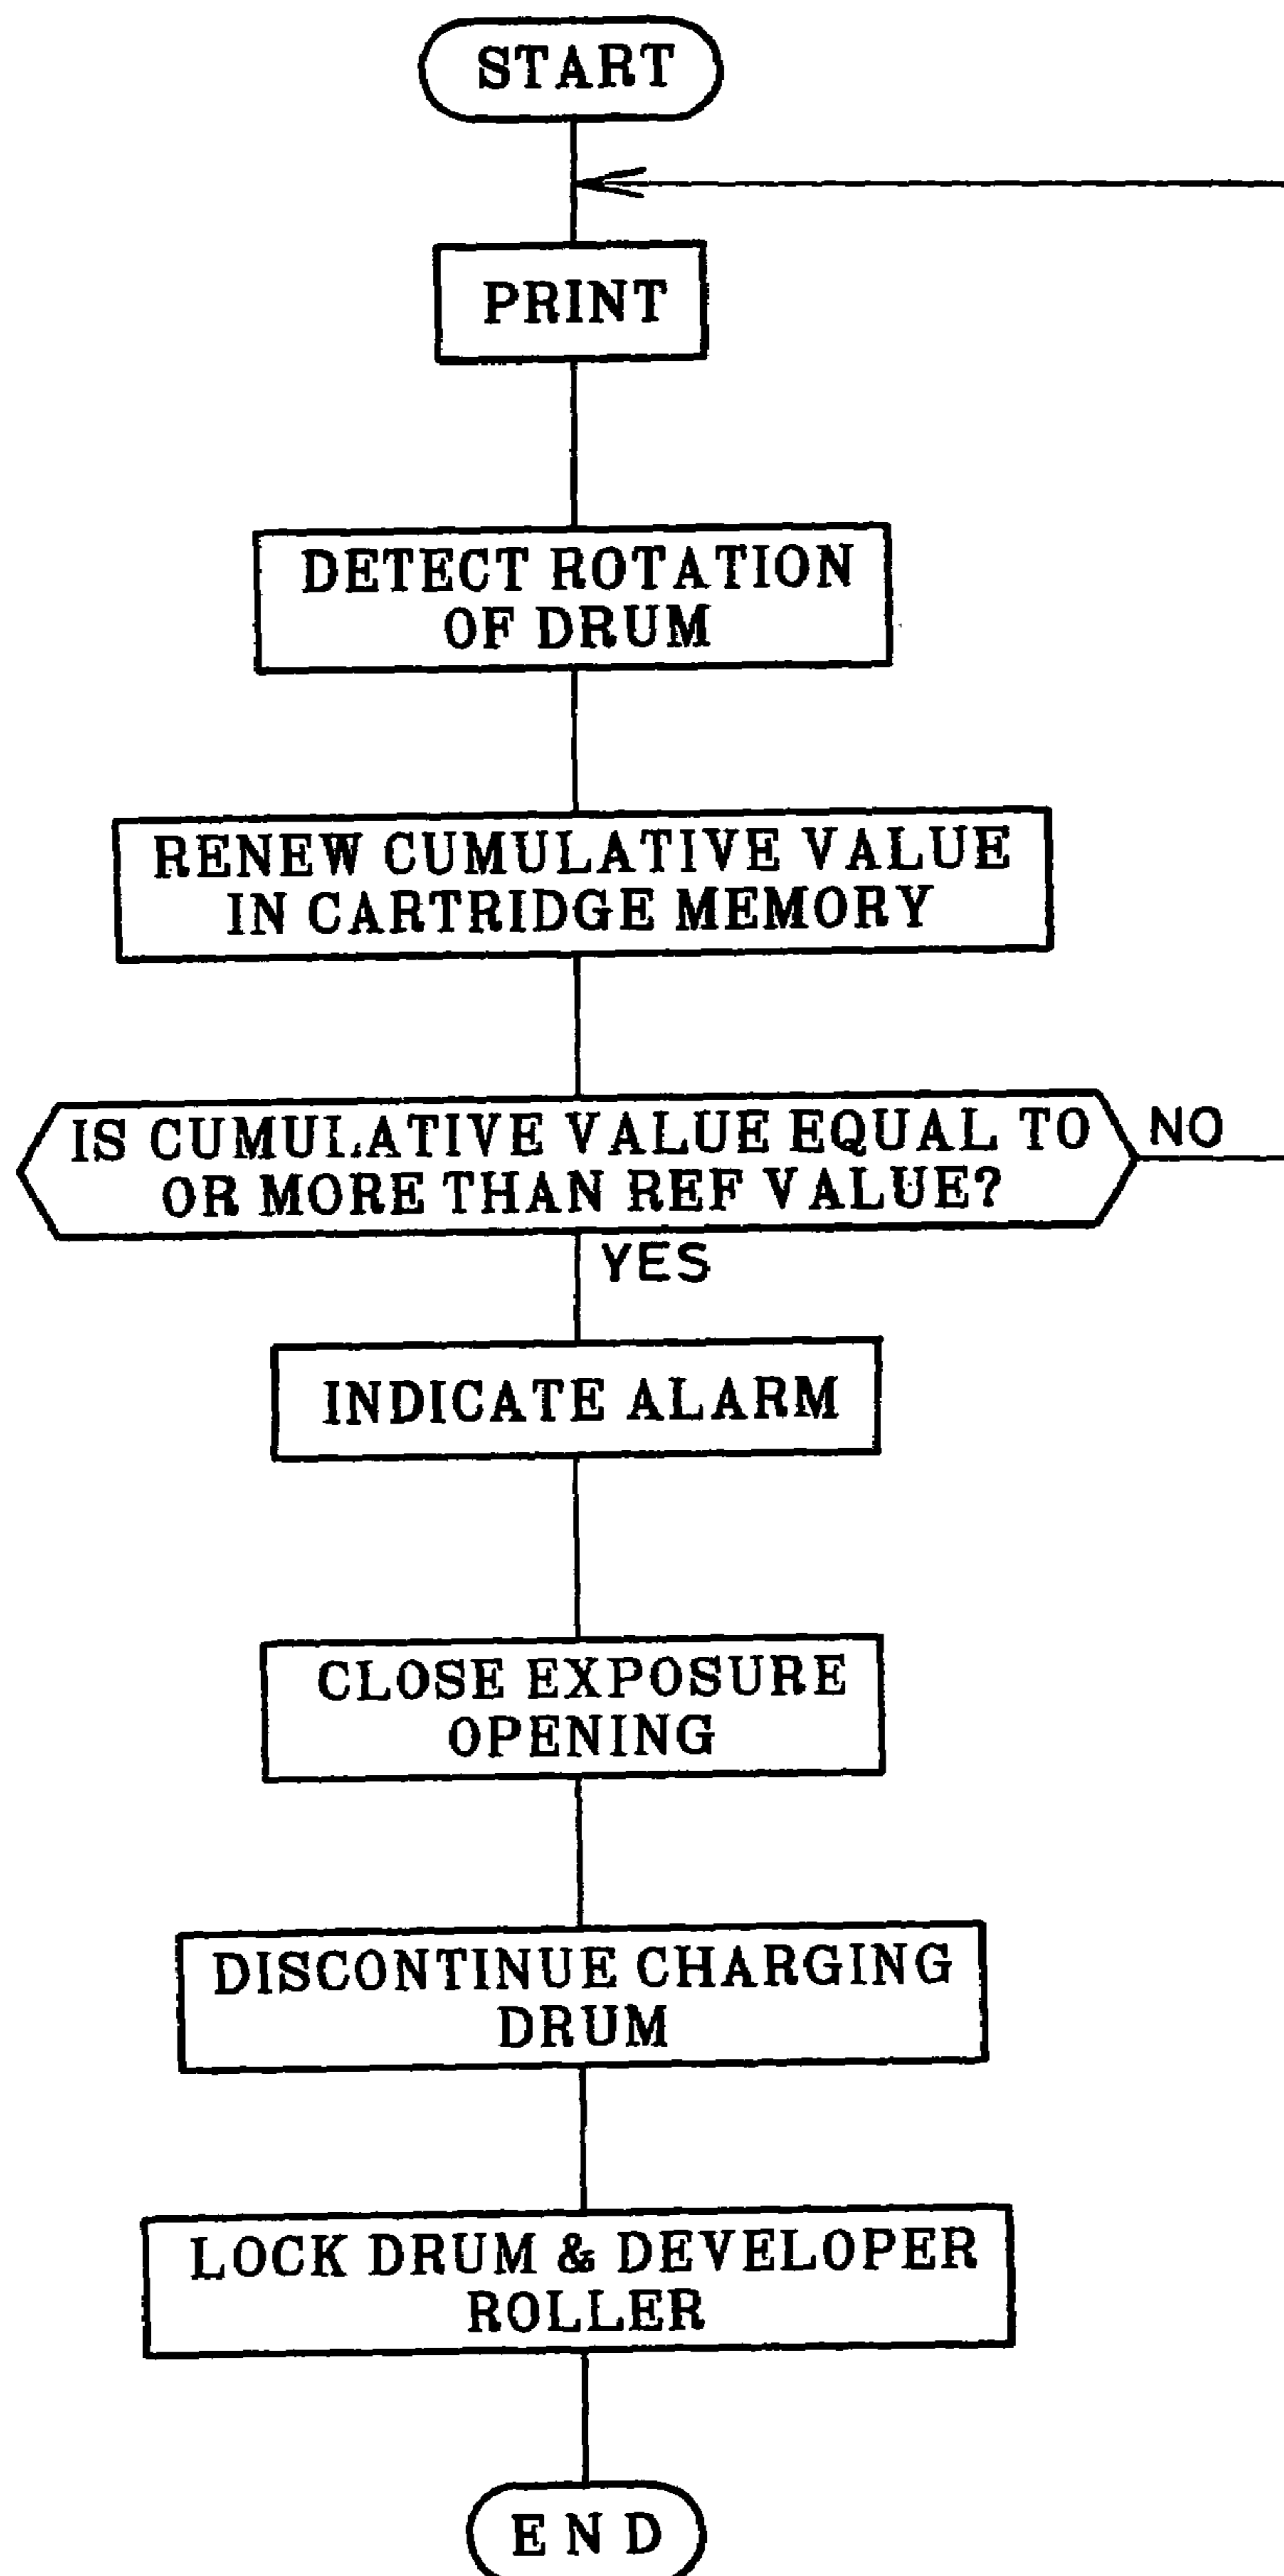 START
PRINT
DETECT ROTATION
OF DRUM
RENEW CUMULATIVE VALUE
IN CARTRIDGE MEMORY
IS CUMULATIVE VALUE EQUAL TO
OR MORE THAN REF VALUE?
NO
YES
INDICATE ALARM
CLOSE EXPOSURE
OPENING
DISCONTINUE CHARGING
DRUM
LOCK DRUM & DEVELOPER
ROLLER
END